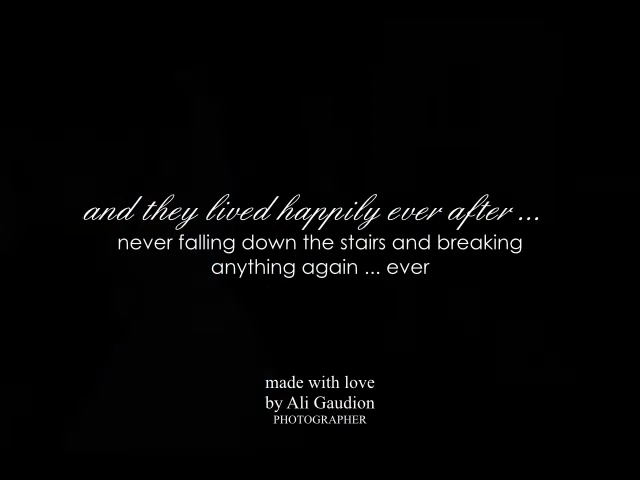 and they lived happily ever after ...
never falling down the stairs and breaking
anything again ... ever
made with love
by Ali Gaudion
PHOTOGRAPHER